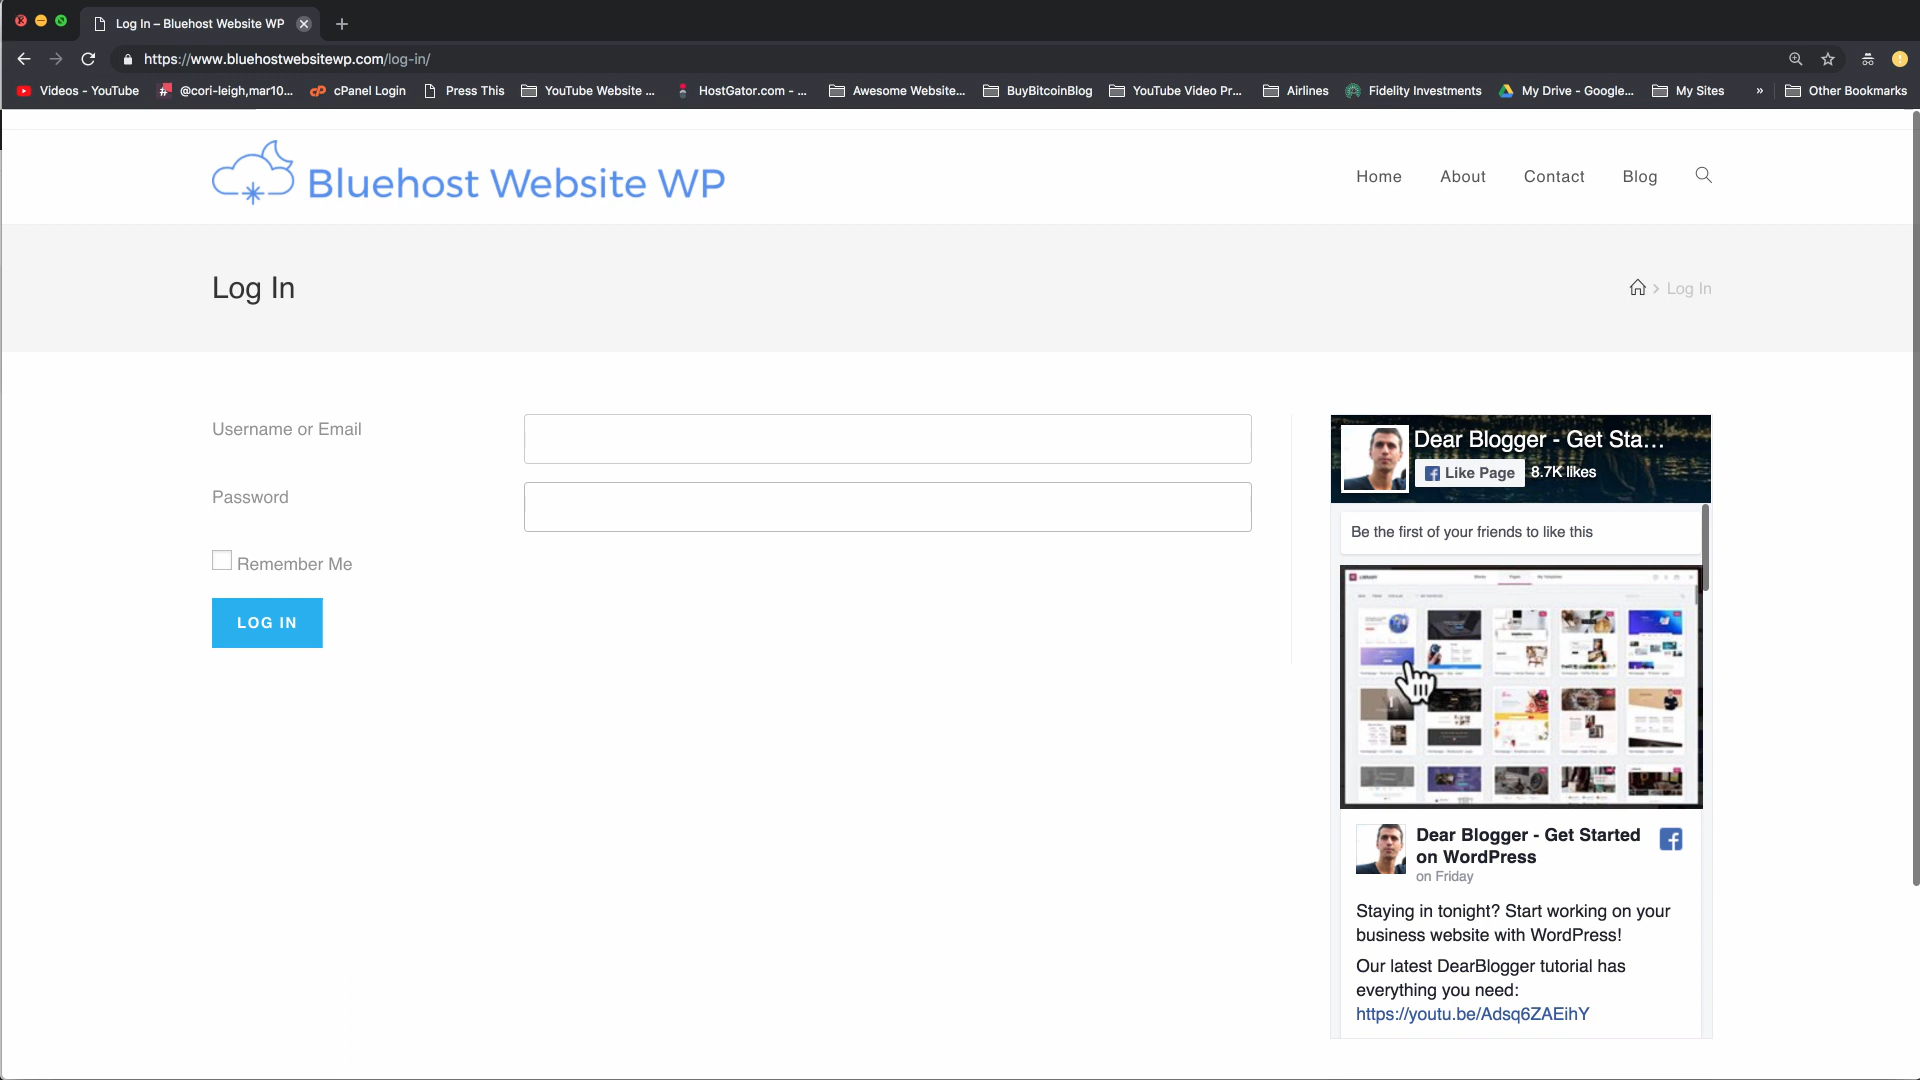 Log In – Bluehost Website WP
https://www.bluehostwebsitewp.com/log-in/
Videos - YouTube @cori-leigh,mar10... cPanel Login Press This YouTube Website ... HostGator.com - ... Awesome Website... BuyBitcoinBlog YouTube Video Pr... Airlines Fidelity Investments My Drive - Google... My Sites » Other Bookmarks
Bluehost Website WP
Home About Contact Blog
Log In
> Log In
Username or Email
Password
Remember Me
LOG IN
Dear Blogger - Get Sta...
Like Page 8.7K likes
Be the first of your friends to like this
LIBRARY Blocks Pages My Templates
Dear Blogger - Get Started
on WordPress
on Friday
Staying in tonight? Start working on your
business website with WordPress!
Our latest DearBlogger tutorial has
everything you need:
https://youtu.be/Adsq6ZAEihY